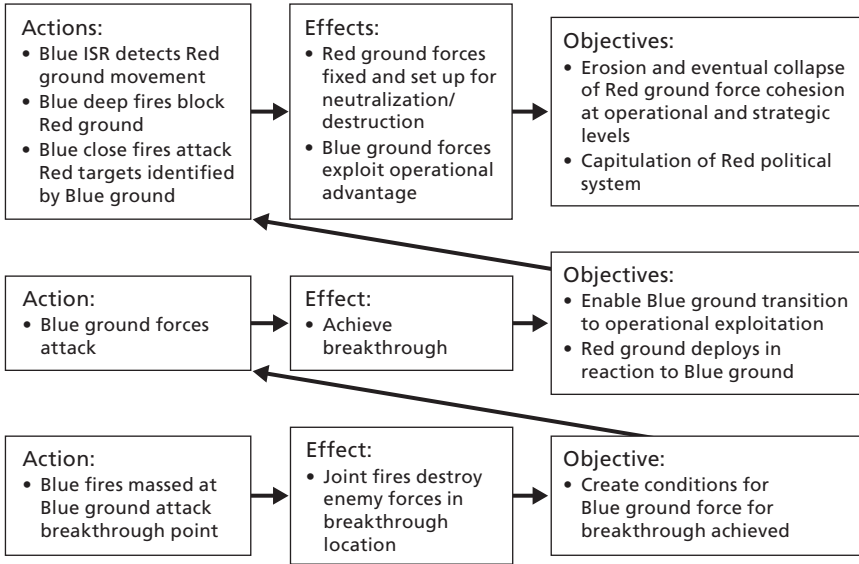 Actions:
• Blue ISR detects Red
ground movement
• Blue deep fires block
Red ground
• Blue close fires attack
Red targets identified
by Blue ground
Effects:
• Red ground forces
fixed and set up for
neutralization/
destruction
• Blue ground forces
exploit operational
advantage
Objectives:
• Erosion and eventual collapse
of Red ground force cohesion
at operational and strategic
levels
• Capitulation of Red political
system
Action:
• Blue ground forces
attack
Effect:
• Achieve
breakthrough
Objectives:
• Enable Blue ground transition
to operational exploitation
• Red ground deploys in
reaction to Blue ground
Action:
• Blue fires massed at
Blue ground attack
breakthrough point
Effect:
• Joint fires destroy
enemy forces in
breakthrough
location
Objective:
• Create conditions for
Blue ground force for
breakthrough achieved